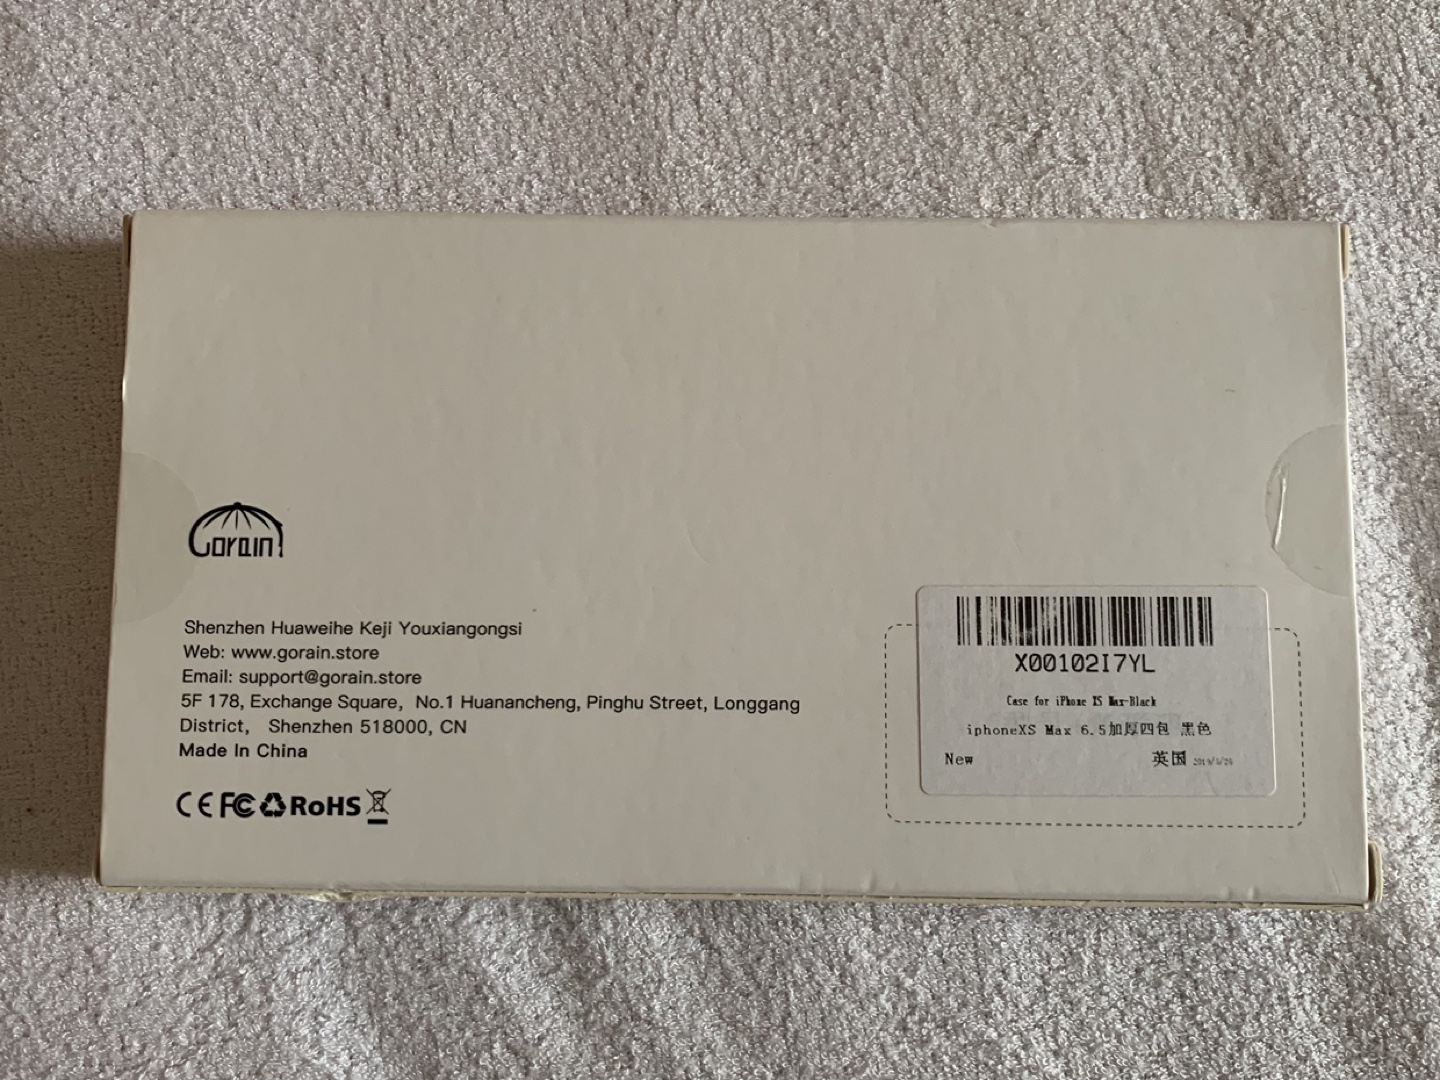 Gorain
Shenzhen Huaweihe Keji Youxiangongsi
Web: www.gorain.store
Email: support@gorain.store
5F 178, Exchange Square, No.1 Huanancheng, Pinghu Street, Longgang
District, Shenzhen 518000, CN
Made In China
CE FC RoHS
X00102I7YL
Case for iPhone XS Max-Black
iphoneXS Max 6.5加厚四包 黑色
New 英国